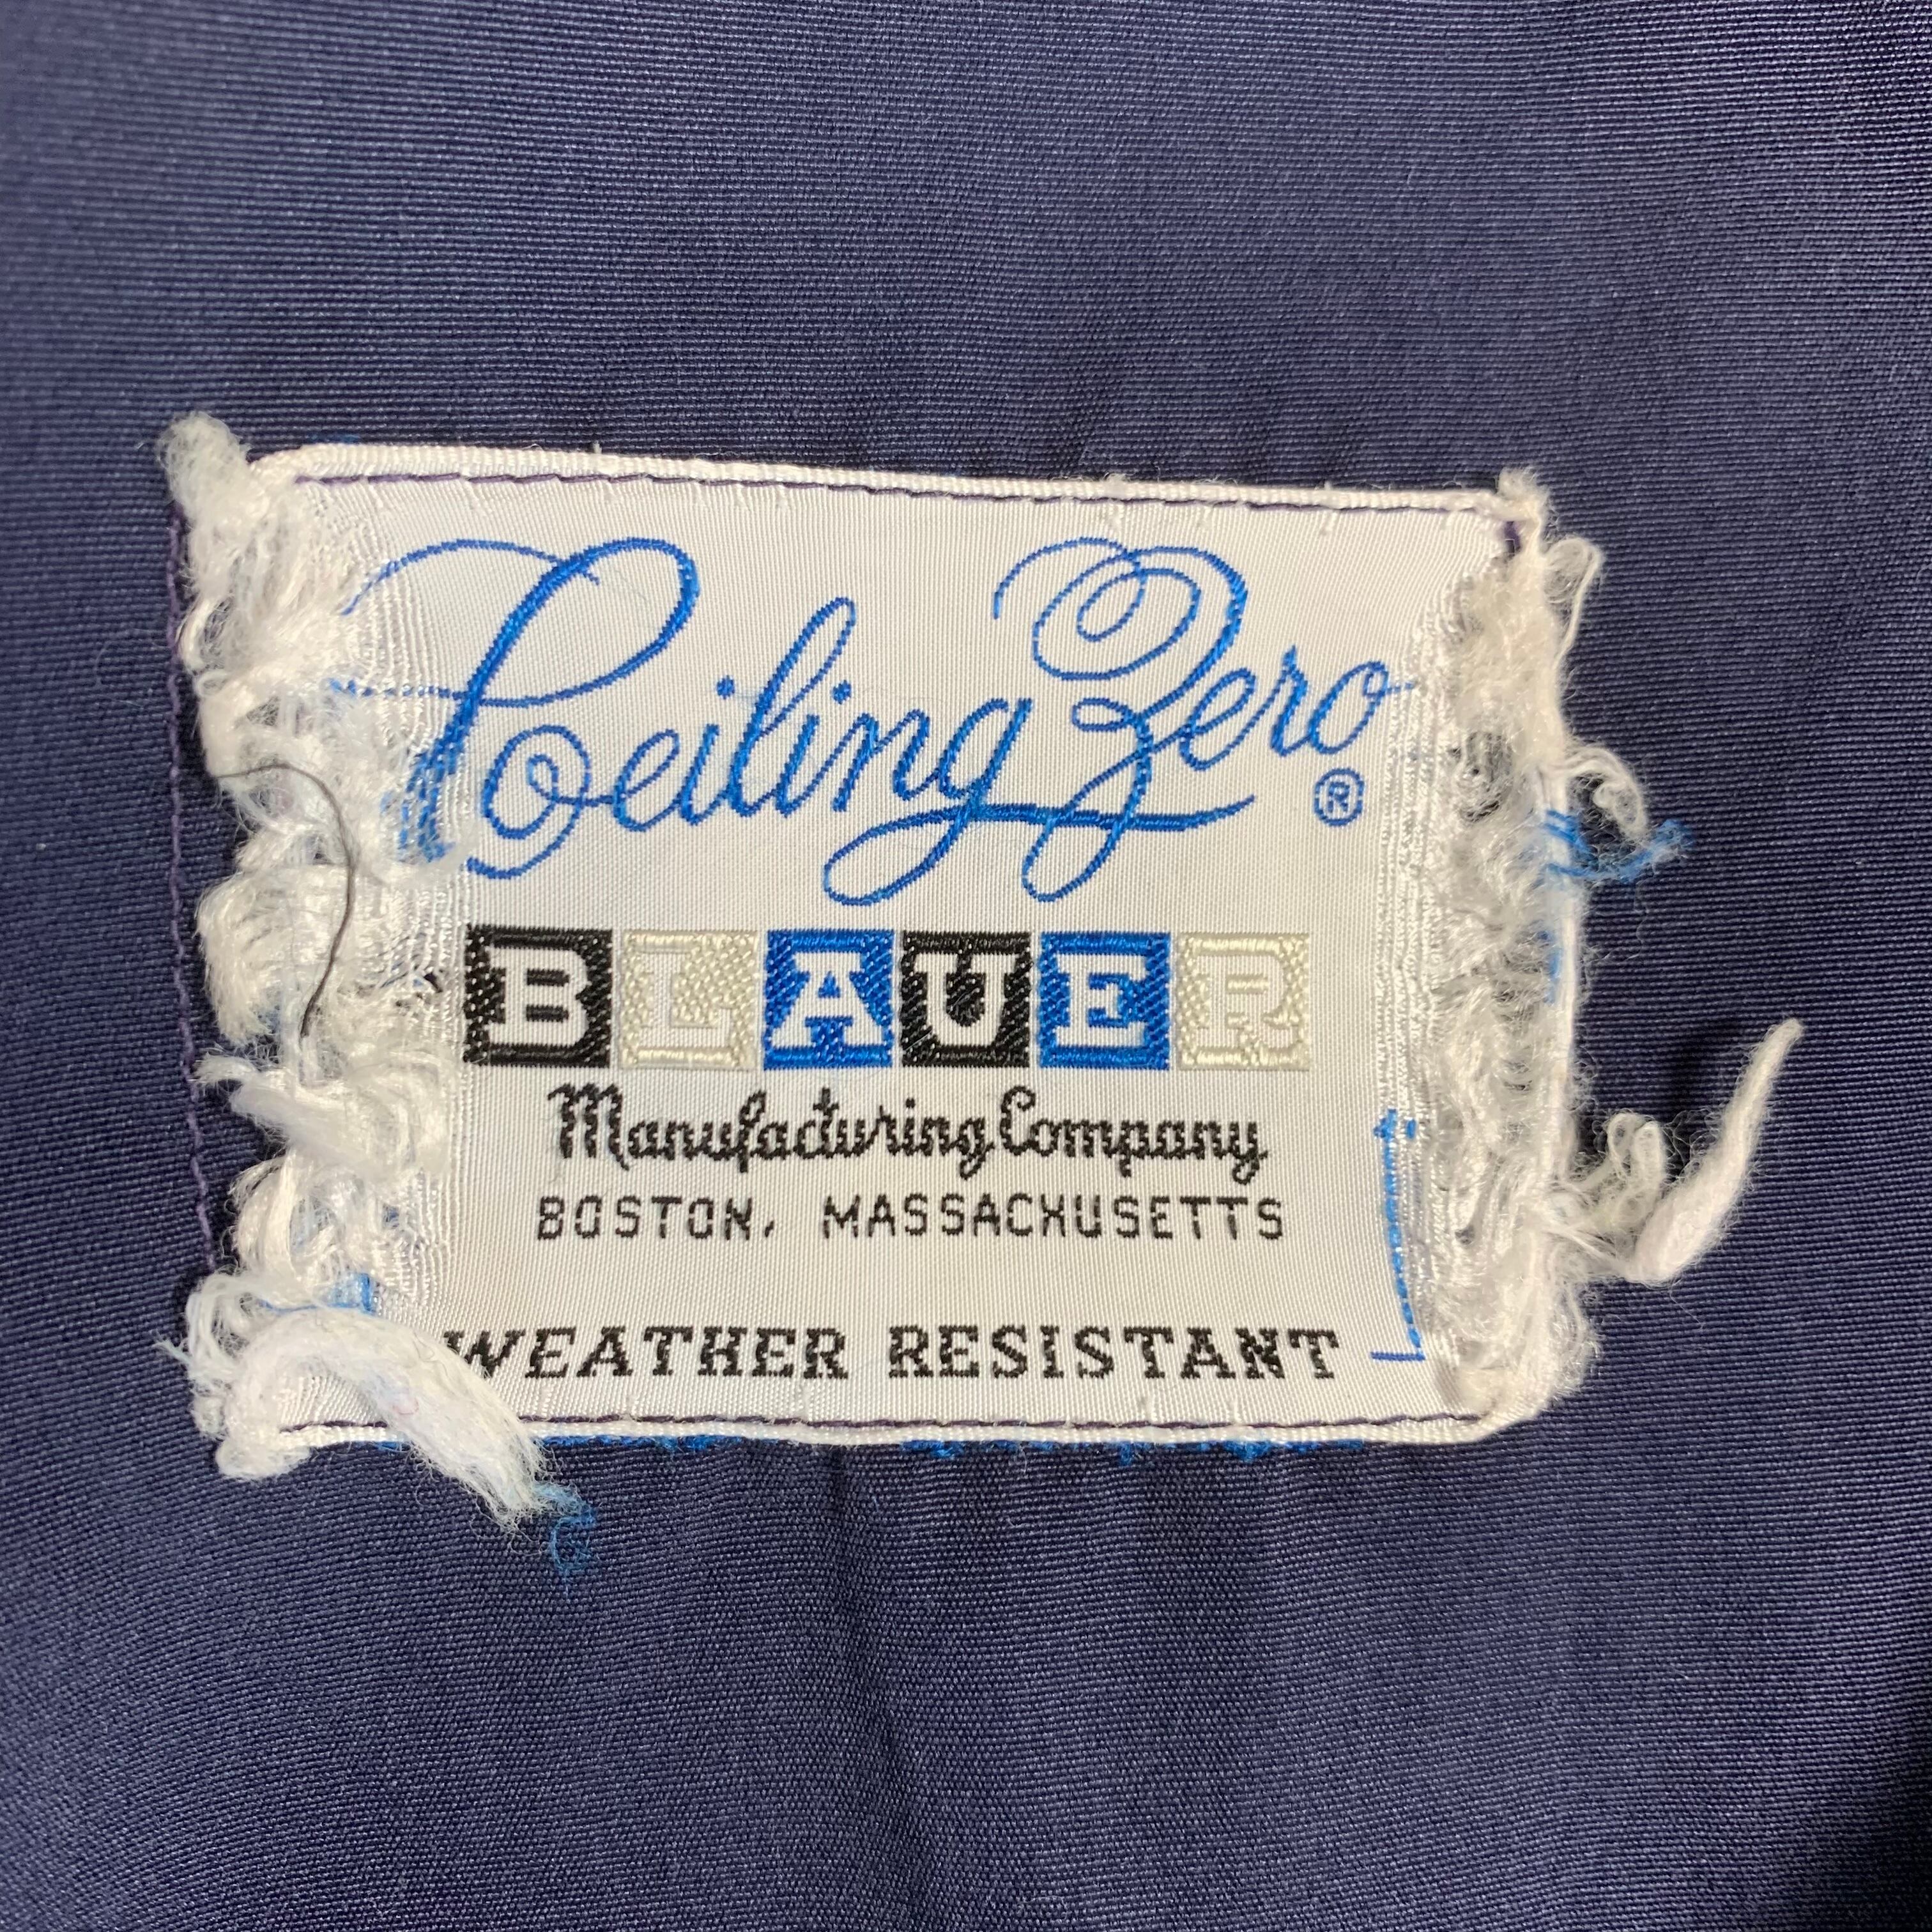 Ceiling Zero ®
BLAUER
Manufacturing Company
BOSTON, MASSACHUSETTS
WEATHER RESISTANT